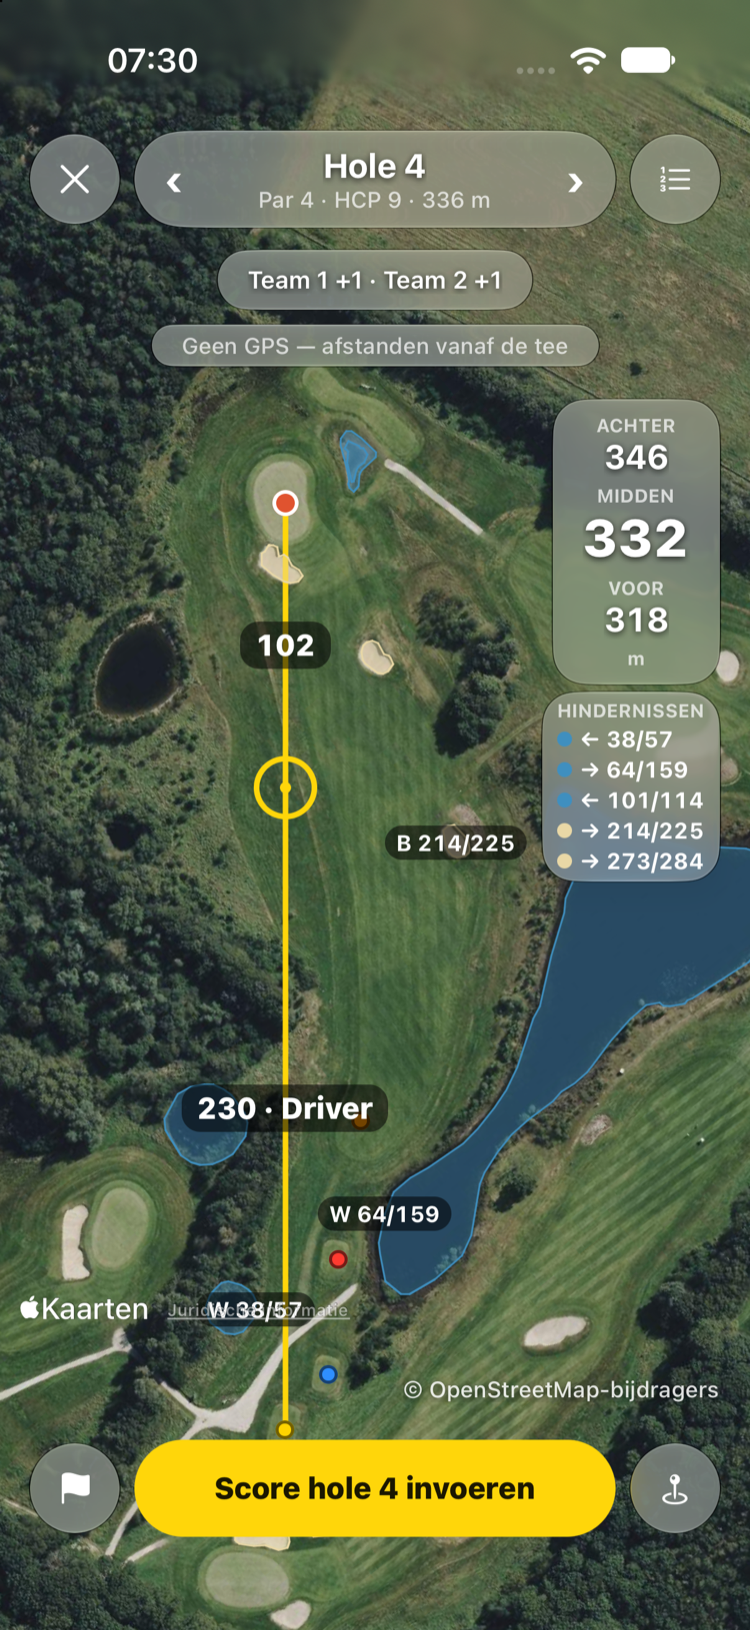 07:30
Hole 4
Par 4 · HCP 9 · 336 m
Team 1 +1 · Team 2 +1
Geen GPS — afstanden vanaf de tee
ACHTER
346
MIDDEN
332
VOOR
318
m
102
HINDERNISSEN
← 38/57
→ 64/159
← 101/114
→ 214/225
→ 273/284
B 214/225
230 · Driver
W 64/159
Kaarten
Juridische informatie
W 38/57
© OpenStreetMap-bijdragers
Score hole 4 invoeren